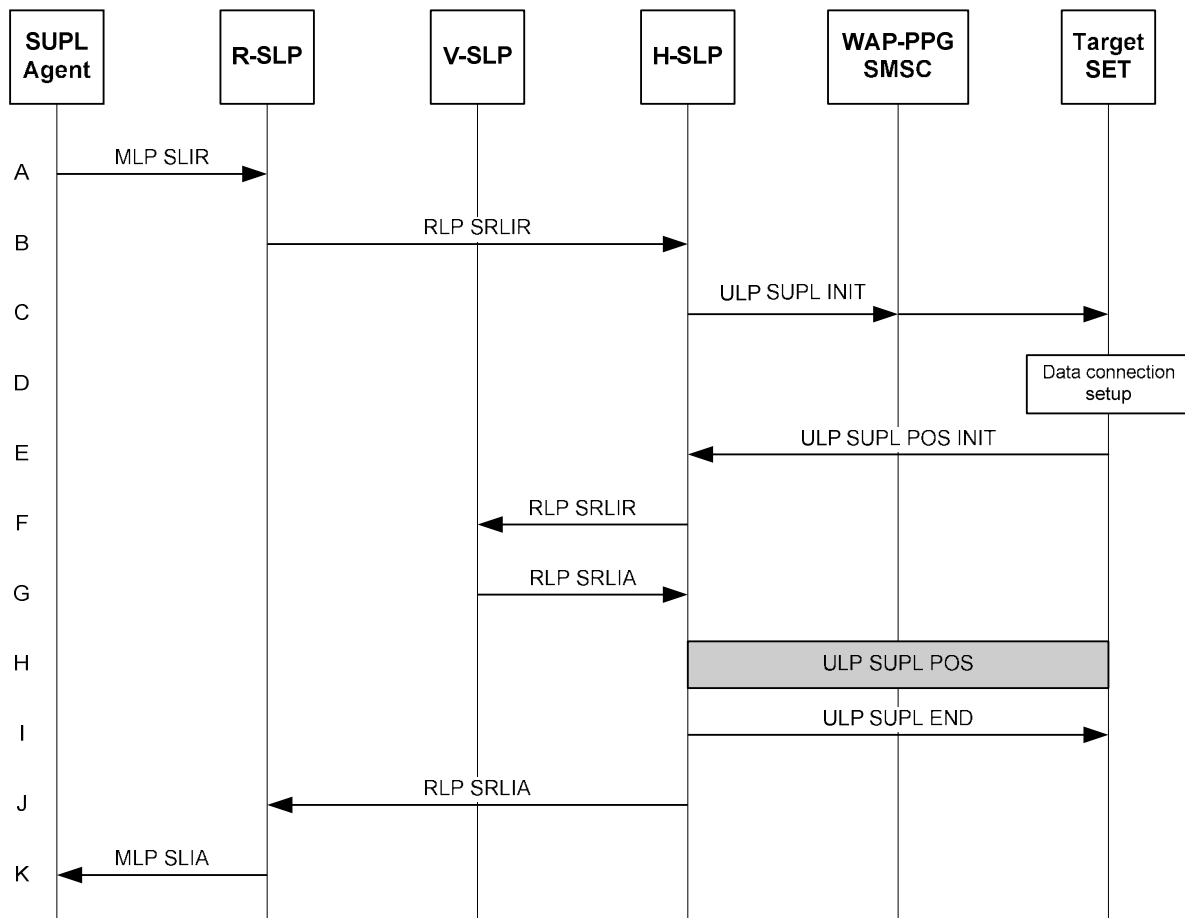 SUPL
Agent
R-SLP
V-SLP
H-SLP
WAP-PPG
SMSC
Target
SET
A
MLP SLIR
B
RLP SRLIR
C
ULP SUPL INIT
D
Data connection
setup
E
ULP SUPL POS INIT
F
RLP SRLIR
G
RLP SRLIA
H
ULP SUPL POS
I
ULP SUPL END
J
RLP SRLIA
K
MLP SLIA